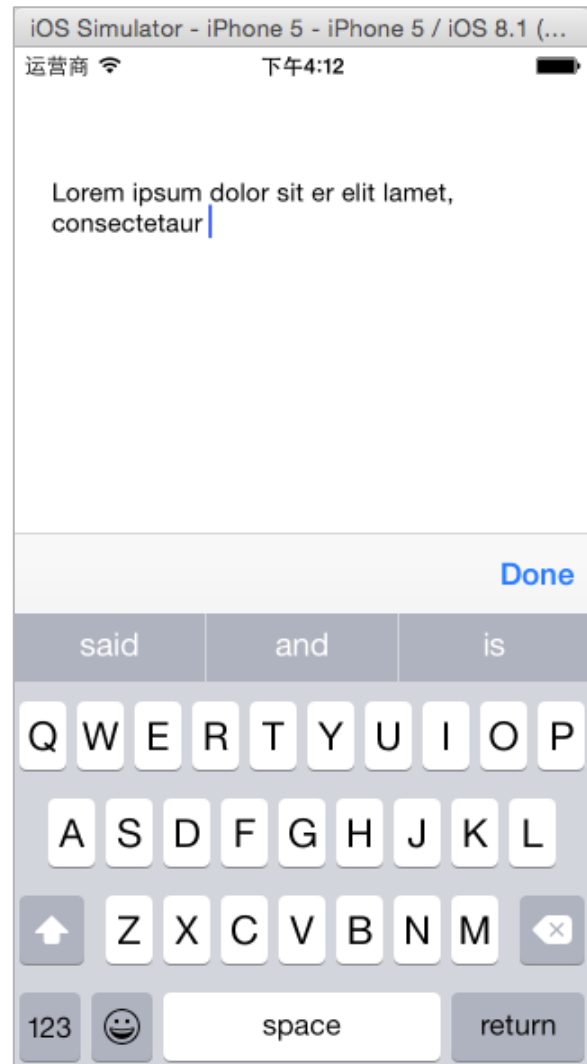 iOS Simulator - iPhone 5 - iPhone 5 / iOS 8.1 (...
运营商 下午4:12
Lorem ipsum dolor sit er elit lamet,
consectetaur
Done
said and is
Q W E R T Y U I O P
A S D F G H J K L
Z X C V B N M
123 space return